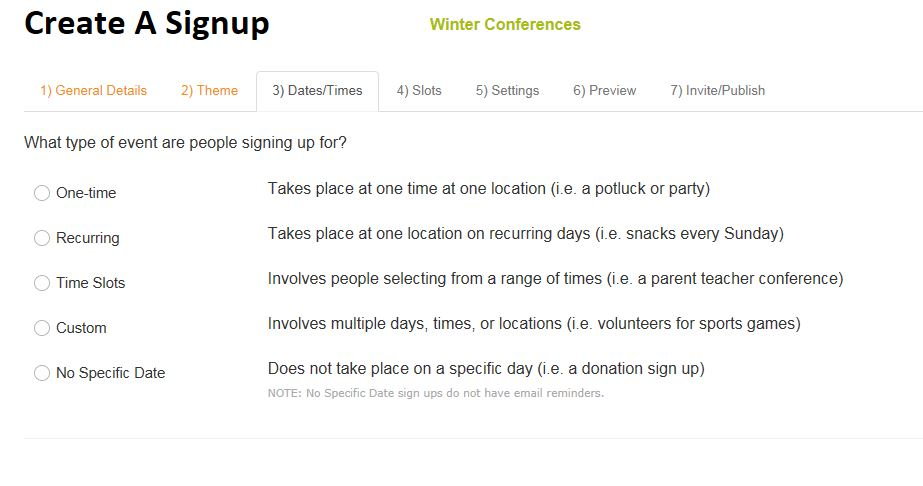 Create A Signup
Winter Conferences
1) General Details 2) Theme 3) Dates/Times 4) Slots 5) Settings 6) Preview 7) Invite/Publish
What type of event are people signing up for?
One-time Takes place at one time at one location (i.e. a potluck or party)
Recurring Takes place at one location on recurring days (i.e. snacks every Sunday)
Time Slots Involves people selecting from a range of times (i.e. a parent teacher conference)
Custom Involves multiple days, times, or locations (i.e. volunteers for sports games)
No Specific Date Does not take place on a specific day (i.e. a donation sign up)
NOTE: No Specific Date sign ups do not have email reminders.